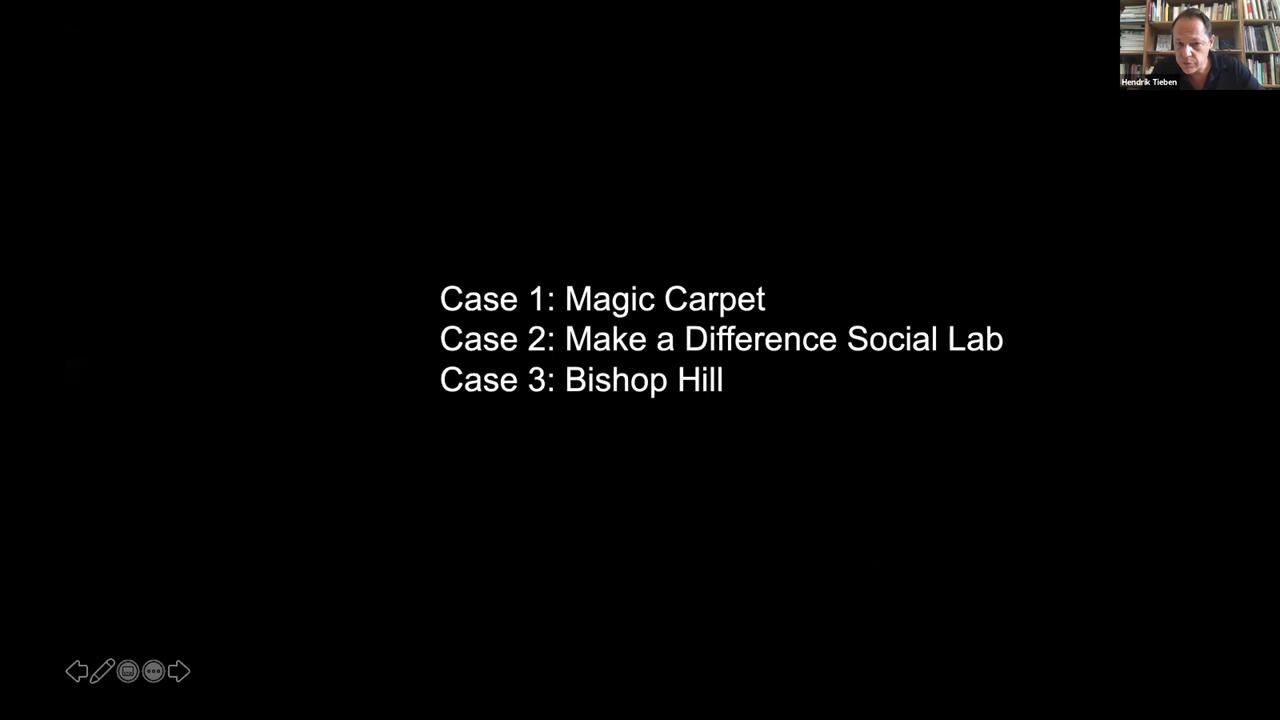 Hendrik Tieben
Case 1: Magic Carpet
Case 2: Make a Difference Social Lab
Case 3: Bishop Hill